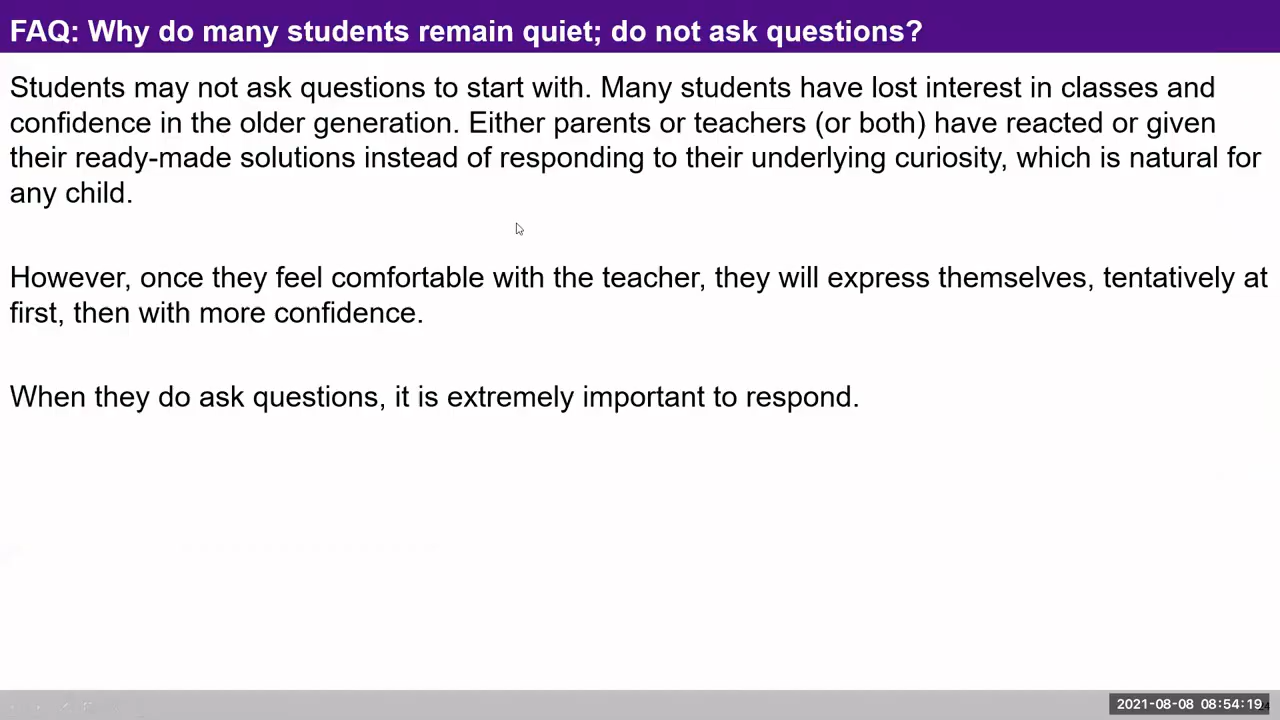 FAQ: Why do many students remain quiet; do not ask questions?
Students may not ask questions to start with. Many students have lost interest in classes and
confidence in the older generation. Either parents or teachers (or both) have reacted or given
their ready-made solutions instead of responding to their underlying curiosity, which is natural for
any child.
However, once they feel comfortable with the teacher, they will express themselves, tentatively at
first, then with more confidence.
When they do ask questions, it is extremely important to respond.
2021-08-08 08:54:19